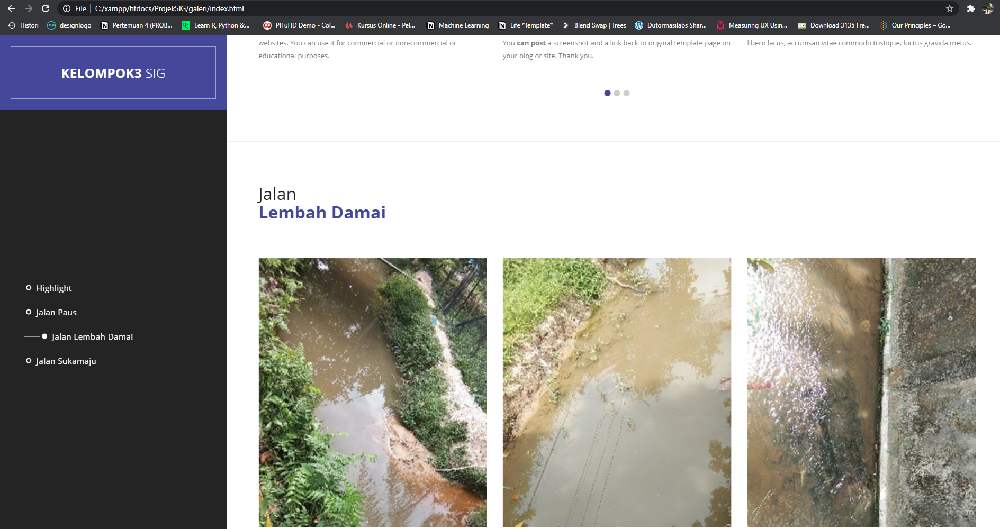 File C:/xampp/htdocs/ProjekSIG/galeri/index.html
Histori designlogo Pertemuan 4 (PROB... Learn R, Python &... PIFuHD Demo - Col... Kursus Online - Pel... Machine Learning Life *Template* Blend Swap | Trees Dutormasilabs Shar... Measuring UX Usin... Download 3135 Fre... Our Principles – Go...
KELOMPOK3 SIG
Highlight
Jalan Paus
Jalan Lembah Damai
Jalan Sukamaju
websites. You can use it for commercial or non-commercial or
educational purposes.
You can post a screenshot and a link back to original template page on
your blog or site. Thank you.
libero lacus, accumsan vitae commodo tristique, luctus gravida metus.
Jalan
Lembah Damai